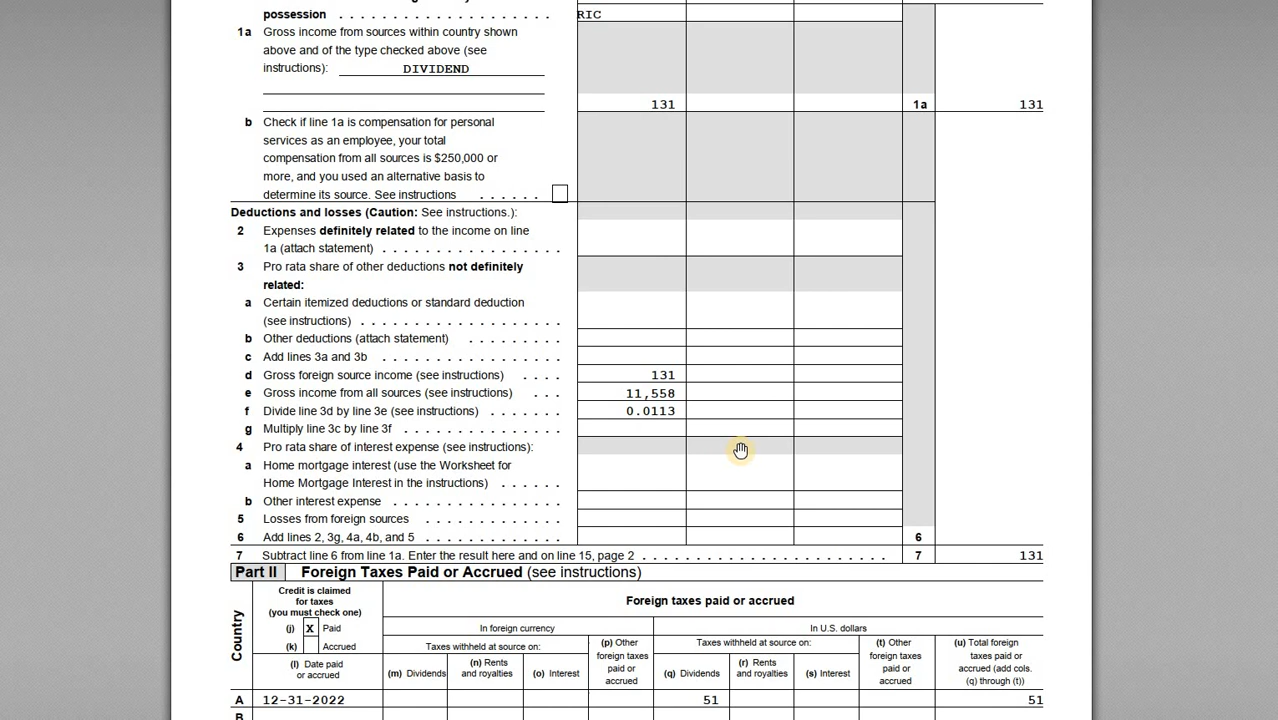 possession . . . . . . . . . . . . . . . . . . . . RIC
1a Gross income from sources within country shown
above and of the type checked above (see
instructions): DIVIDEND
131 1a 131
b Check if line 1a is compensation for personal
services as an employee, your total
compensation from all sources is $250,000 or
more, and you used an alternative basis to
determine its source. See instructions . . . . . .
Deductions and losses (Caution: See instructions.):
2 Expenses definitely related to the income on line
1a (attach statement) . . . . . . . . . . . . . . . . .
3 Pro rata share of other deductions not definitely
related:
a Certain itemized deductions or standard deduction
(see instructions) . . . . . . . . . . . . . . . . . . .
b Other deductions (attach statement) . . . . . . . .
c Add lines 3a and 3b . . . . . . . . . . . . . . . . .
d Gross foreign source income (see instructions) . . . . 131
e Gross income from all sources (see instructions) . . . 11,558
f Divide line 3d by line 3e (see instructions) . . . . . . 0.0113
g Multiply line 3c by line 3f . . . . . . . . . . . . . . .
4 Pro rata share of interest expense (see instructions):
a Home mortgage interest (use the Worksheet for
Home Mortgage Interest in the instructions) . . . . . .
b Other interest expense . . . . . . . . . . . . . . . .
5 Losses from foreign sources . . . . . . . . . . . . .
6 Add lines 2, 3g, 4a, 4b, and 5 . . . . . . . . . . . . . 6
7 Subtract line 6 from line 1a. Enter the result here and on line 15, page 2 . . . . . . . . . . . . . . . . . . . . . . . 7 131
Part II Foreign Taxes Paid or Accrued (see instructions)
Country
Credit is claimed
for taxes
(you must check one)
(j) X Paid
(k) Accrued
(l) Date paid
or accrued
Foreign taxes paid or accrued
In foreign currency
In U.S. dollars
Taxes withheld at source on:
(p) Other
foreign taxes
paid or
accrued
Taxes withheld at source on:
(t) Other
foreign taxes
paid or
accrued
(u) Total foreign
taxes paid or
accrued (add cols.
(q) through (t))
(m) Dividends
(n) Rents
and royalties
(o) Interest
(q) Dividends
(r) Rents
and royalties
(s) Interest
A 12-31-2022 51 51
B